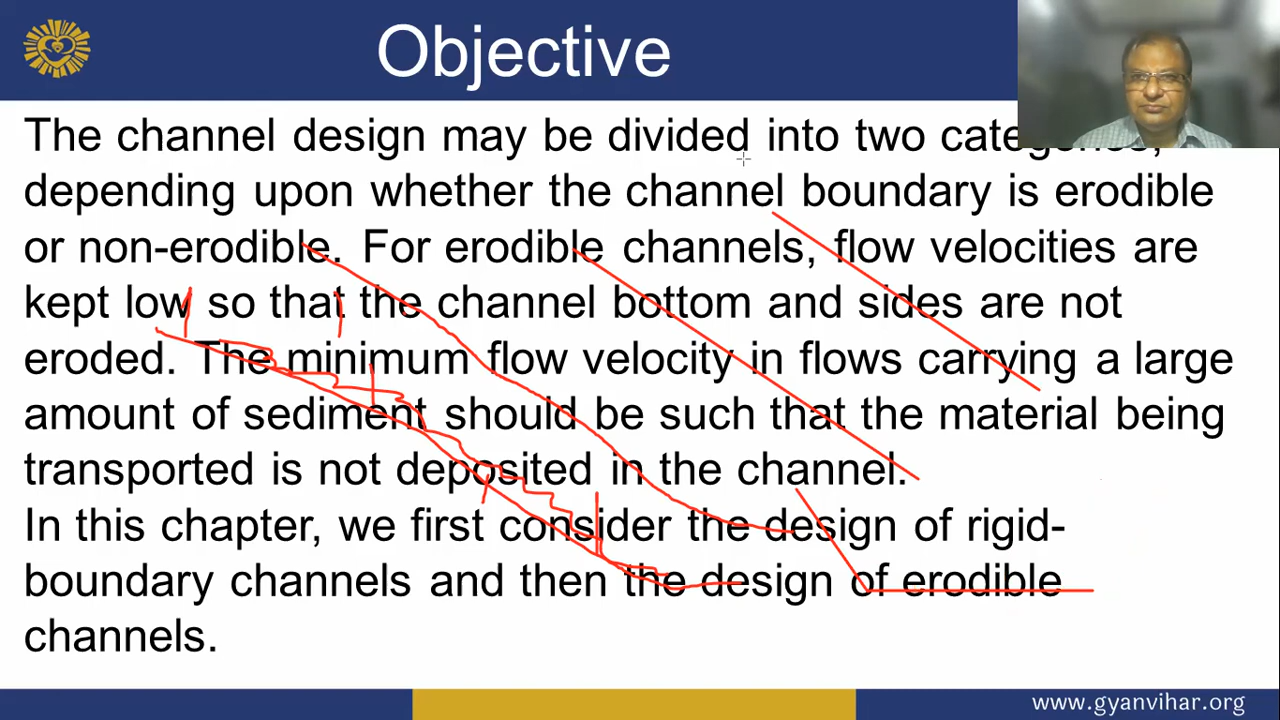 Objective
The channel design may be divided into two categories,
depending upon whether the channel boundary is erodible
or non-erodible. For erodible channels, flow velocities are
kept low so that the channel bottom and sides are not
eroded. The minimum flow velocity in flows carrying a large
amount of sediment should be such that the material being
transported is not deposited in the channel.
In this chapter, we first consider the design of rigid-
boundary channels and then the design of erodible
channels.
www.gyanvihar.org